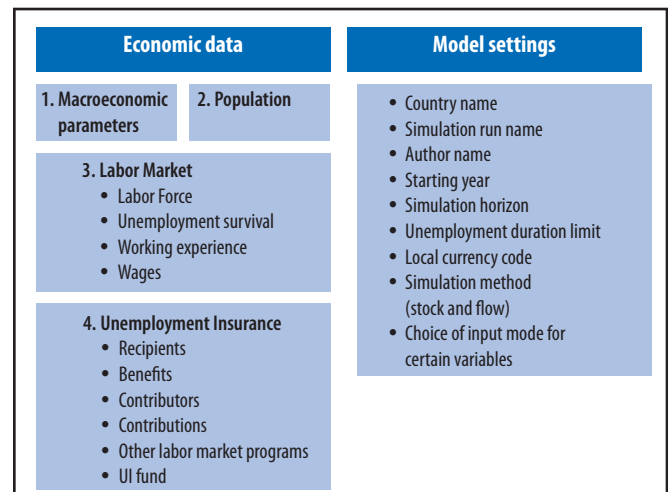 Economic data
1. Macroeconomic
parameters
2. Population
3. Labor Market
• Labor Force
• Unemployment survival
• Working experience
• Wages
4. Unemployment Insurance
• Recipients
• Benefits
• Contributors
• Contributions
• Other labor market programs
• UI fund
Model settings
• Country name
• Simulation run name
• Author name
• Starting year
• Simulation horizon
• Unemployment duration limit
• Local currency code
• Simulation method
(stock and flow)
• Choice of input mode for
certain variables